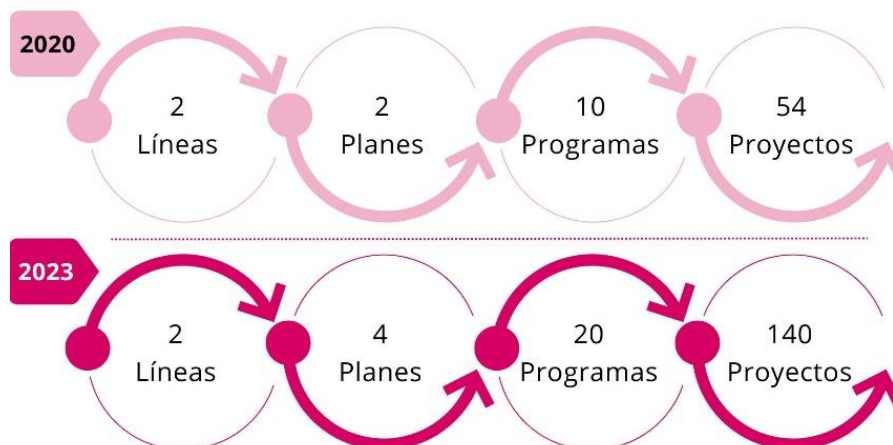 2020
2
Líneas
2
Planes
10
Programas
54
Proyectos
2023
2
Líneas
4
Planes
20
Programas
140
Proyectos